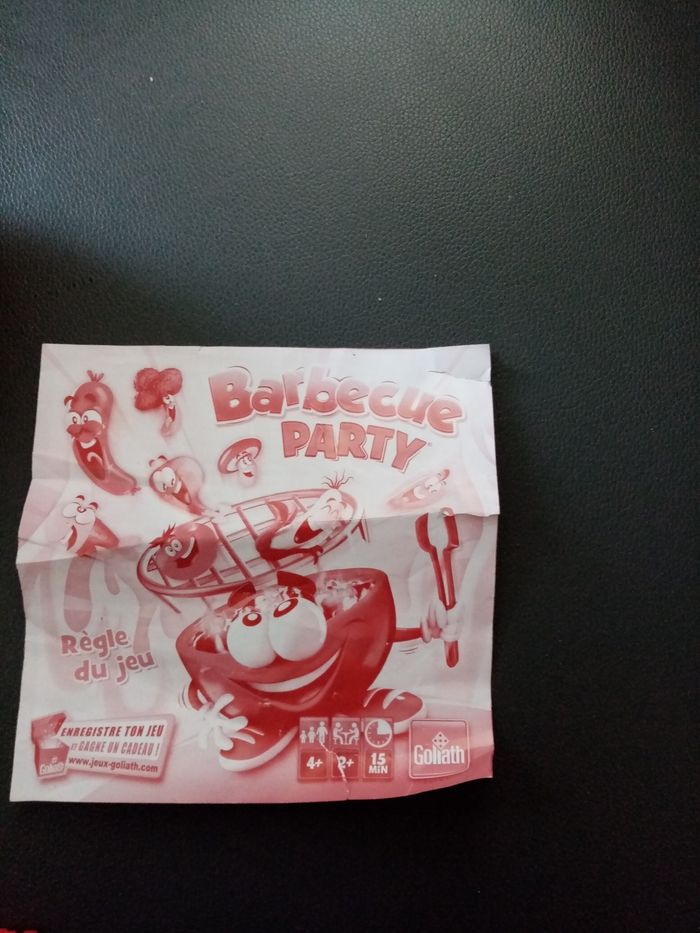 Barbecue
PARTY®
Règle
du jeu
ENREGISTRE TON JEU
ET GAGNE UN CADEAU !
www.jeux-goliath.com
Goliath
4+
2+
15
MIN
Goliath